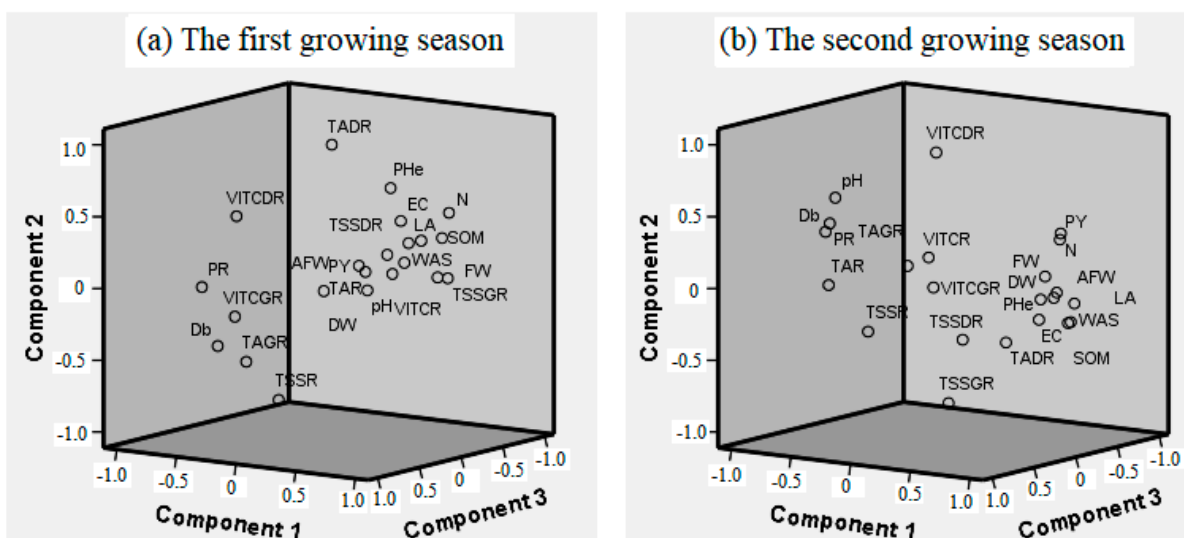 (a) The first growing season
TADR
PHe
VITCDR
EC
N
TSSDR
LA
SOM
PR
AFW
PY
WAS
FW
VITCGR
TAR
TSSGR
pH
VITCR
Db
TAGR
DW
TSSR
1.0
0.5
0
-0.5
-1.0
Component 2
-1.0
-0.5
0
0.5
1.0
Component 1
1.0
0.5
0
-0.5
-1.0
Component 3
(b) The second growing season
VITCDR
pH
Db
PR
TAGR
VITCR
PY
N
TAR
FW
AFW
VITCGR
DW
LA
PHe
TSSR
TSSDR
WAS
EC
TADR
SOM
TSSGR
1.0
0.5
0
-0.5
-1.0
Component 2
-1.0
-0.5
0
0.5
1.0
Component 1
1.0
0.5
0
-0.5
-1.0
Component 3